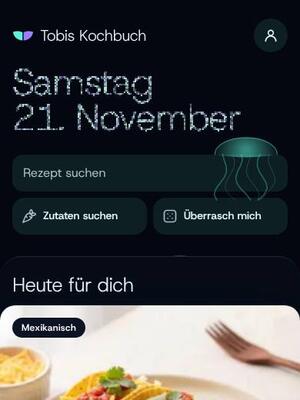 Tobis Kochbuch
Samstag
21. November
Rezept suchen
Zutaten suchen
Überrasch mich
Heute für dich
Mexikanisch